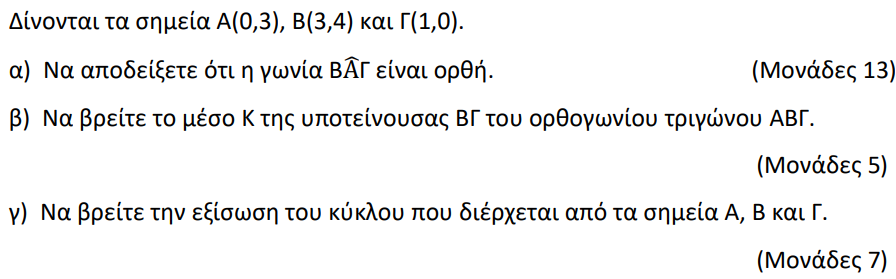 Δίνονται τα σημεία Α(0,3), Β(3,4) και Γ(1,0).
α) Να αποδείξετε ότι η γωνία ΒÂΓ είναι ορθή. (Μονάδες 13)
β) Να βρείτε το μέσο Κ της υποτείνουσας ΒΓ του ορθογωνίου τριγώνου ΑΒΓ.
(Μονάδες 5)
γ) Να βρείτε την εξίσωση του κύκλου που διέρχεται από τα σημεία Α, Β και Γ.
(Μονάδες 7)